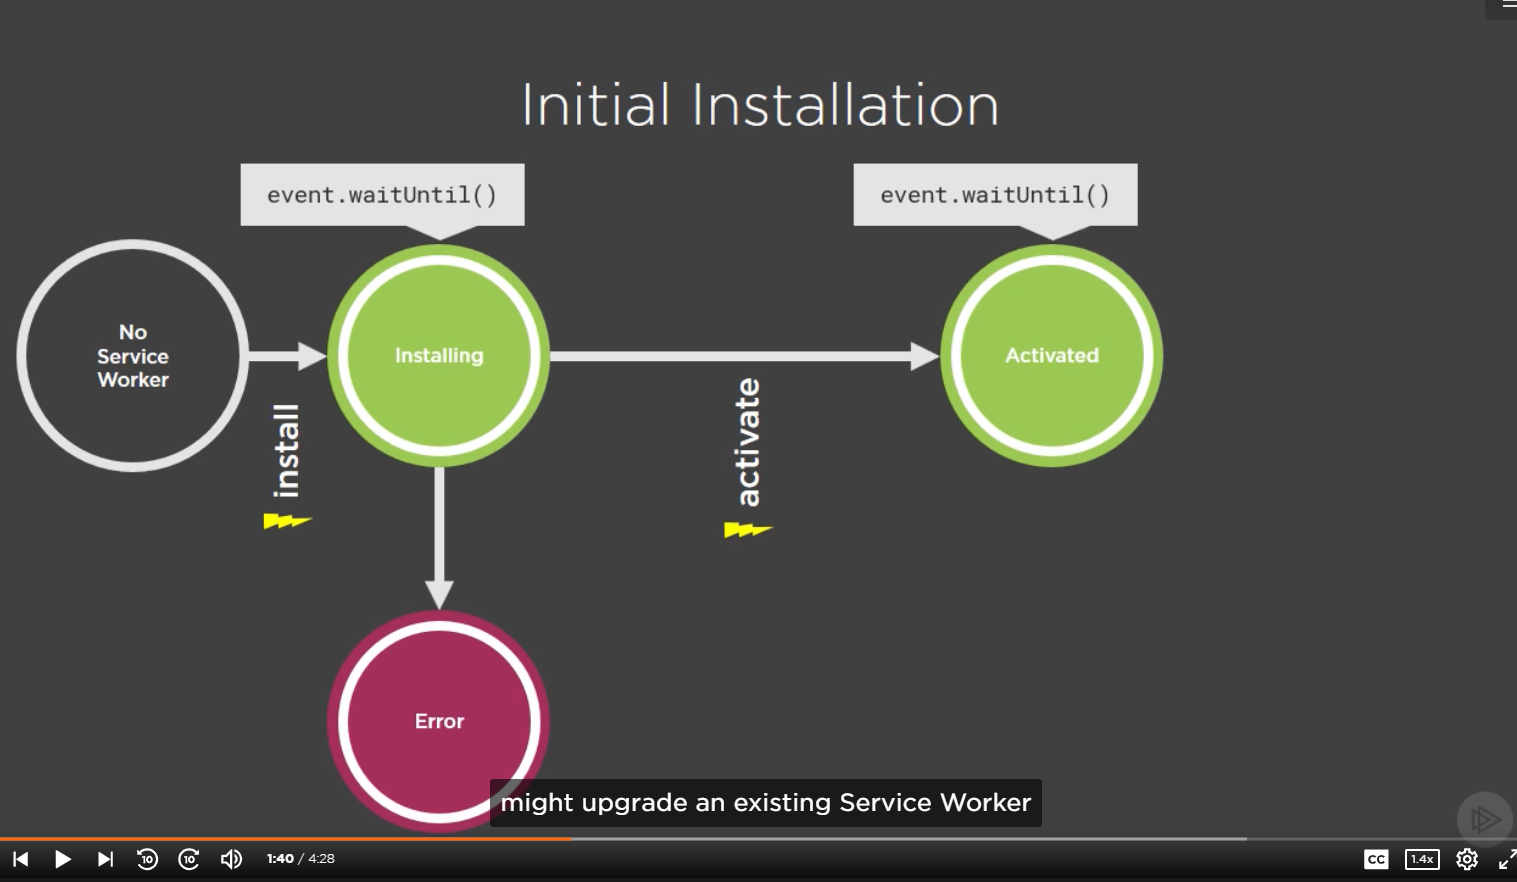 Initial Installation
event.waitUntil()
event.waitUntil()
No
Service
Worker
Installing
Activated
install
activate
Error
might upgrade an existing Service Worker
10
10
1:40 / 4:28
CC
1.4x